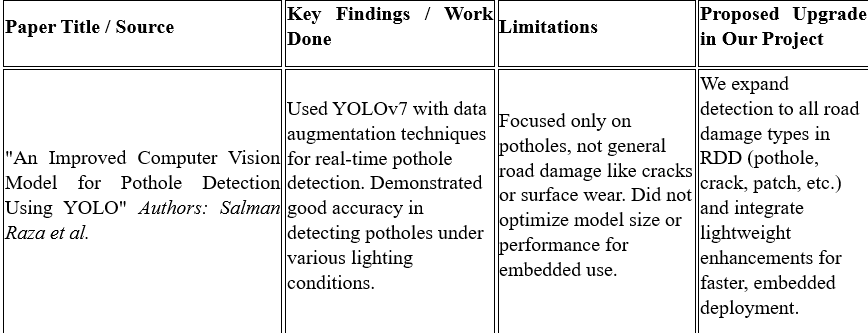 Paper Title / Source
Key Findings / Work
Done
Limitations
Proposed Upgrade
in Our Project
"An Improved Computer Vision
Model for Pothole Detection
Using YOLO" Authors: Salman
Raza et al.
Used YOLOv7 with data
augmentation techniques
for real-time pothole
detection. Demonstrated
good accuracy in
detecting potholes under
various lighting
conditions.
Focused only on
potholes, not general
road damage like cracks
or surface wear. Did not
optimize model size or
performance for
embedded use.
We expand
detection to all road
damage types in
RDD (pothole,
crack, patch, etc.)
and integrate
lightweight
enhancements for
faster, embedded
deployment.